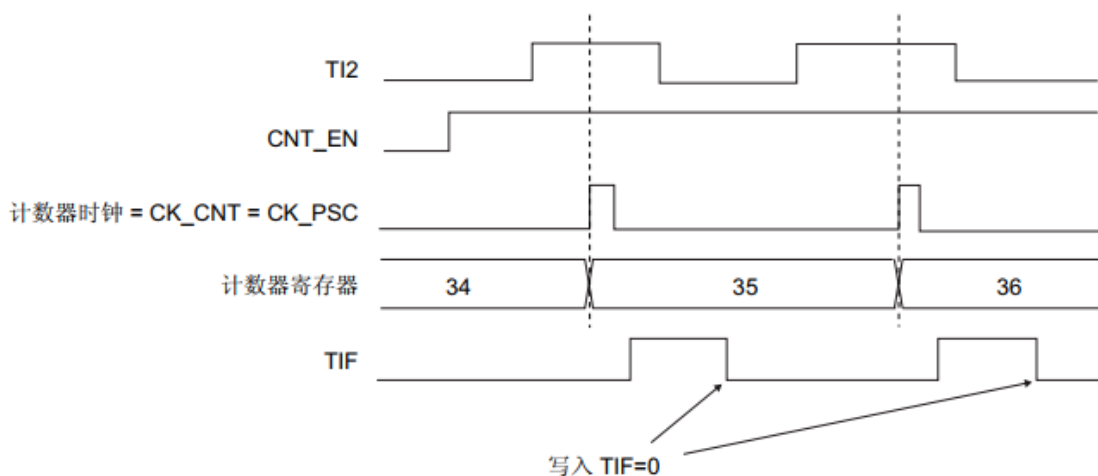 TI2
CNT_EN
计数器时钟 = CK_CNT = CK_PSC
计数器寄存器
34
35
36
TIF
写入 TIF=0